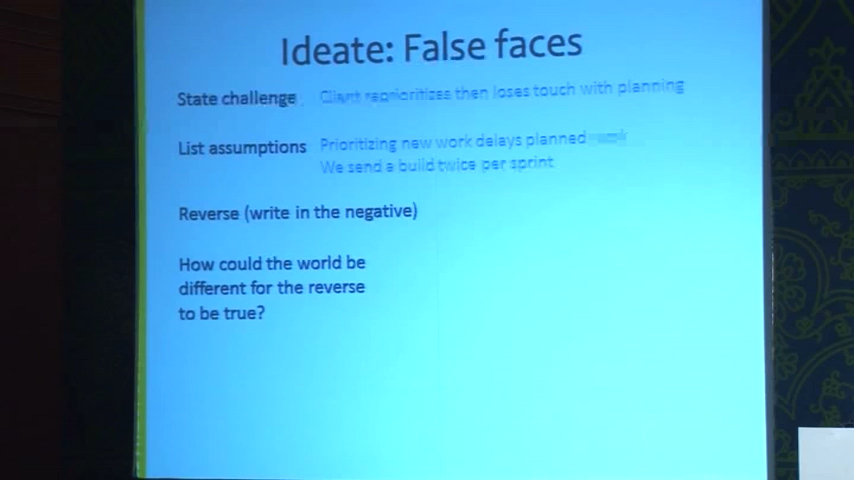 Ideate: False faces
State challenge Client reprioritizes then loses touch with planning
List assumptions Prioritizing new work delays planned work
We send a build twice per sprint
Reverse (write in the negative)
How could the world be
different for the reverse
to be true?